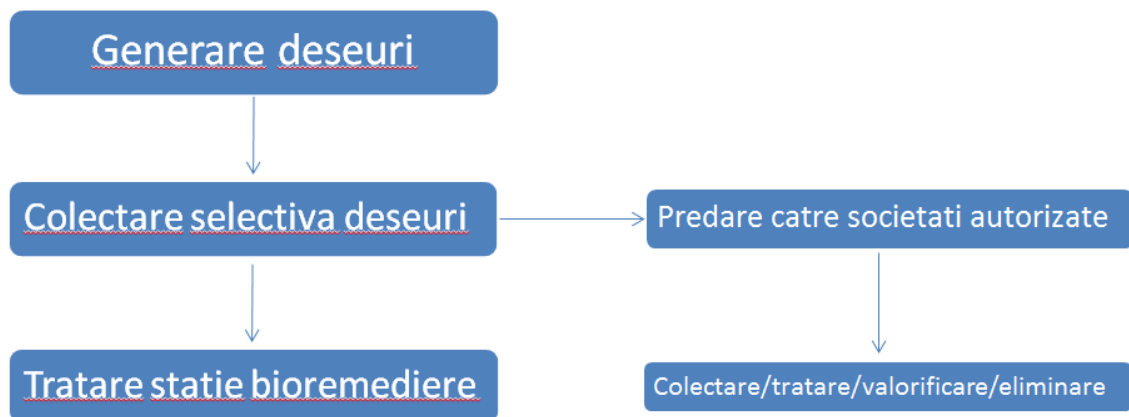 Generare deseuri
Colectare selectiva deseuri
Predare catre societati autorizate
Tratare statie bioremediere
Colectare/tratare/valorificare/eliminare